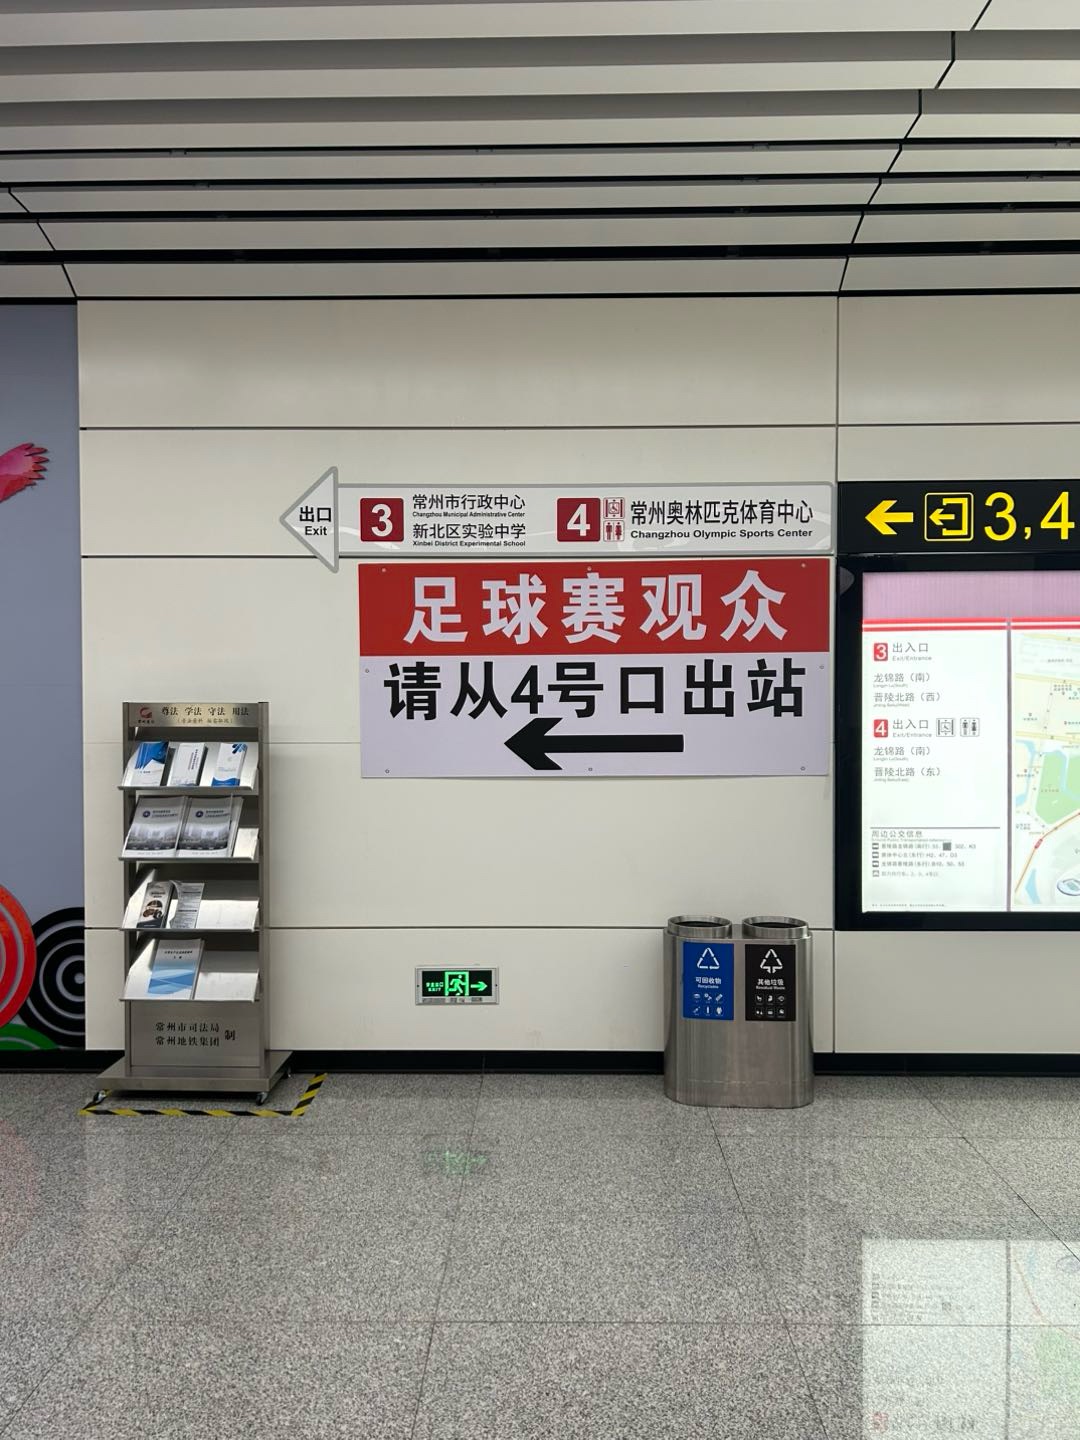 出口
Exit
3
常州市行政中心
Changzhou Municipal Administrative Center
新北区实验中学
Xinbei District Experimental School
4
常州奥林匹克体育中心
Changzhou Olympic Sports Center
3,4
足球赛观众
请从4号口出站
3 出入口
Exit/Entrance
龙锦路（南）
晋陵北路（西）
4 出入口
Exit/Entrance
龙锦路（南）
晋陵北路（东）
周边公交信息
尊法 学法 守法 用法
常州市司法局
常州地铁集团
制
EXIT
可回收物
Recyclable
其他垃圾
Residual Waste